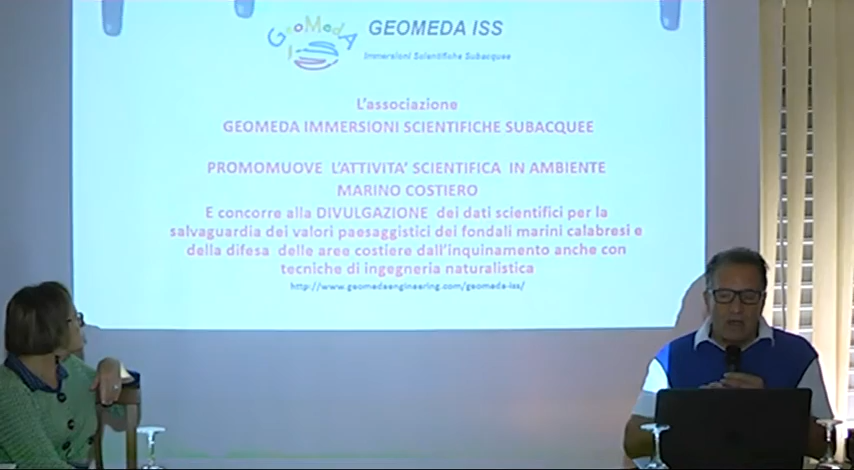 GeoMedA
GEOMEDA ISS
Immersioni Scientifiche Subacquee
L'associazione
GEOMEDA IMMERSIONI SCIENTIFICHE SUBACQUEE
PROMOMUOVE L'ATTIVITA' SCIENTIFICA IN AMBIENTE
MARINO COSTIERO
E concorre alla DIVULGAZIONE dei dati scientifici per la
salvaguardia dei valori paesaggistici dei fondali marini calabresi e
della difesa delle aree costiere dall'inquinamento anche con
tecniche di ingegneria naturalistica
http://www.geomedaengineering.com/geomeda-iss/